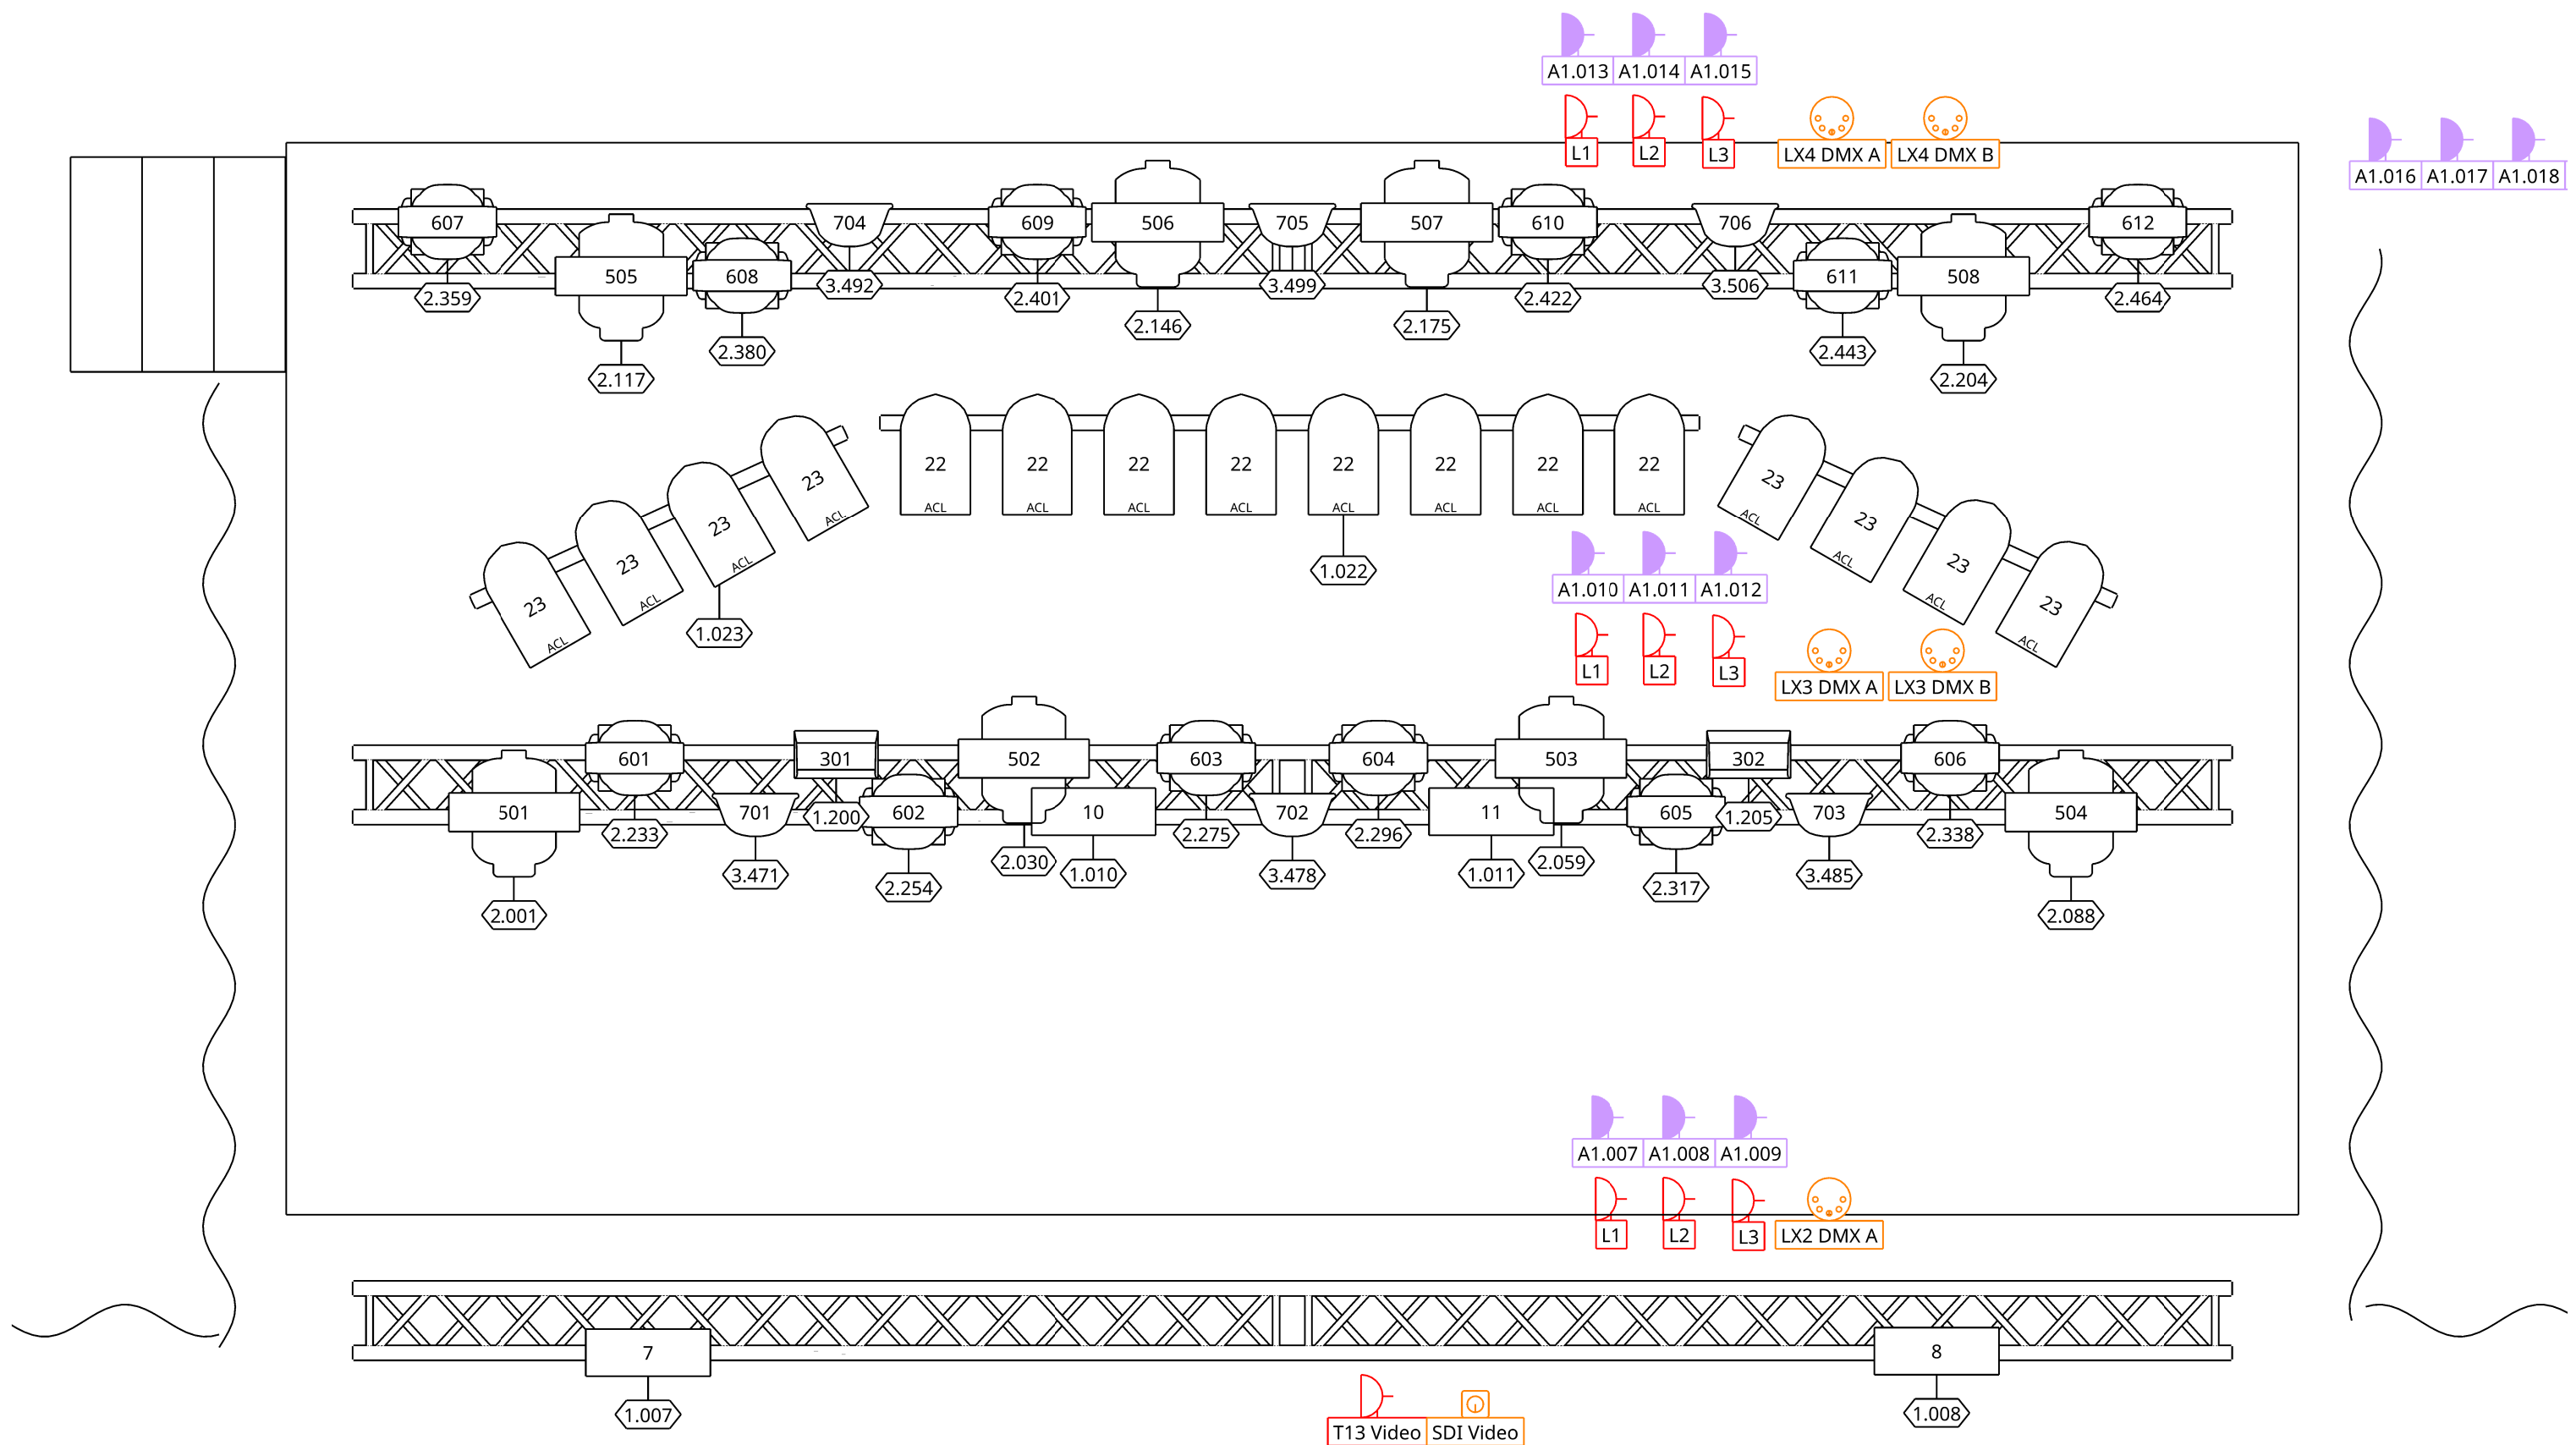 A1.013 A1.014 A1.015
L1 L2 L3 LX4 DMX A LX4 DMX B
A1.016 A1.017 A1.018
607 704 609 506 705 507 610 706 612
505 608 611 508
2.359 3.492 2.401 3.499 2.422 3.506 2.464
2.146 2.175
2.380 2.443
2.117 2.204
22 22 22 22 22 22 22 22
ACL ACL ACL ACL ACL ACL ACL ACL
1.022
23 23 23 23
ACL ACL ACL ACL
1.023
23 23 23 23
ACL ACL ACL ACL
A1.010 A1.011 A1.012
L1 L2 L3 LX3 DMX A LX3 DMX B
601 301 502 603 604 503 302 606
501 701 1.200 602 10 702 11 605 1.205 703 504
2.233 2.275 2.296 2.338
3.471 2.254 2.030 1.010 3.478 1.011 2.059 2.317 3.485
2.001 2.088
A1.007 A1.008 A1.009
L1 L2 L3 LX2 DMX A
7 8
1.007 1.008
T13 Video SDI Video